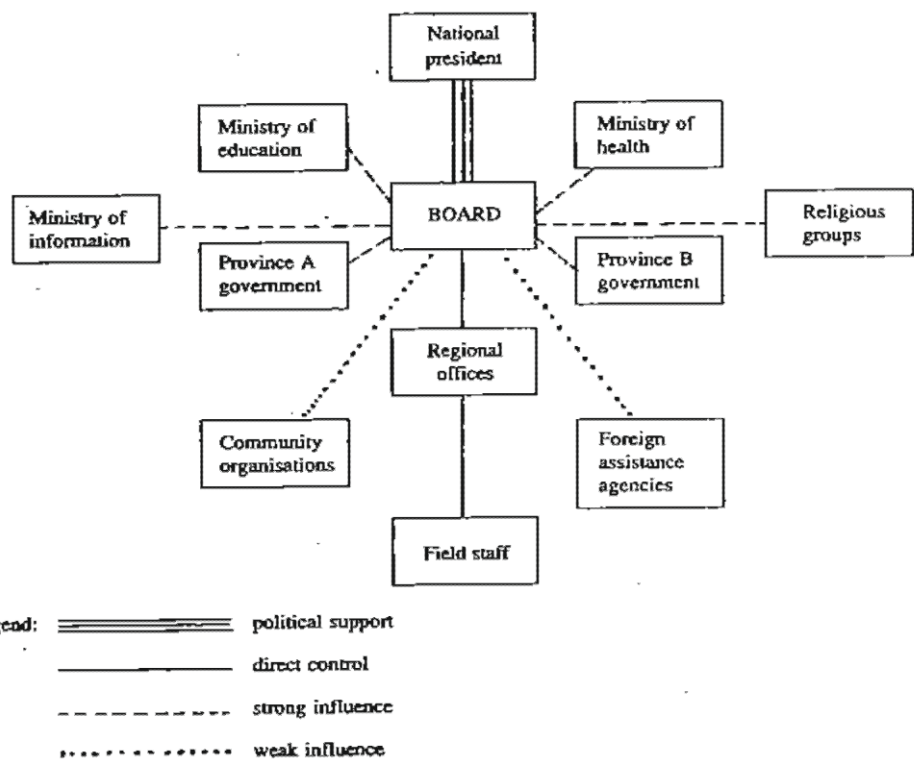 National
president
Ministry of
education
Ministry of
health
Ministry of
information
BOARD
Religious
groups
Province A
government
Province B
government
Regional
offices
Community
organisations
Foreign
assistance
agencies
Field staff
gend:
political support
direct control
strong influence
weak influence